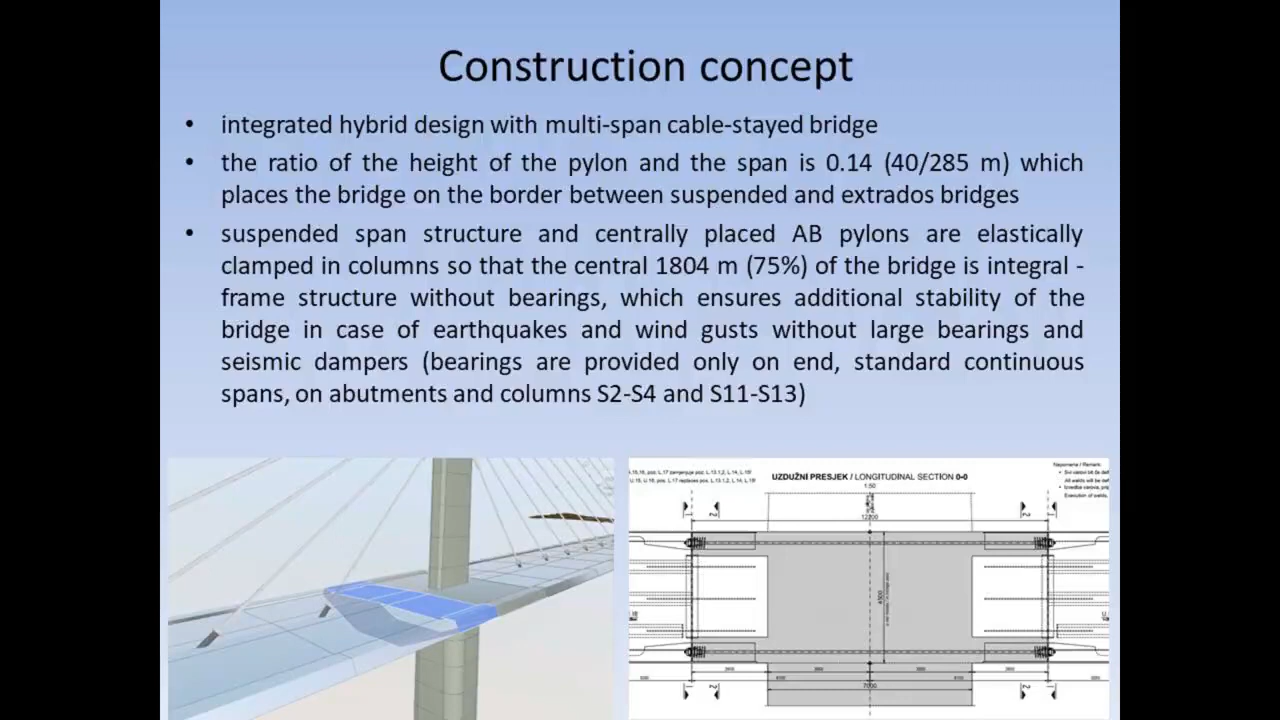 Construction concept
• integrated hybrid design with multi-span cable-stayed bridge
• the ratio of the height of the pylon and the span is 0.14 (40/285 m) which
places the bridge on the border between suspended and extrados bridges
• suspended span structure and centrally placed AB pylons are elastically
clamped in columns so that the central 1804 m (75%) of the bridge is integral -
frame structure without bearings, which ensures additional stability of the
bridge in case of earthquakes and wind gusts without large bearings and
seismic dampers (bearings are provided only on end, standard continuous
spans, on abutments and columns S2-S4 and S11-S13)
UZDUŽNI PRESJEK / LONGITUDINAL SECTION 0-0
1:50
Napomena / Remark:
12200
4500
7000